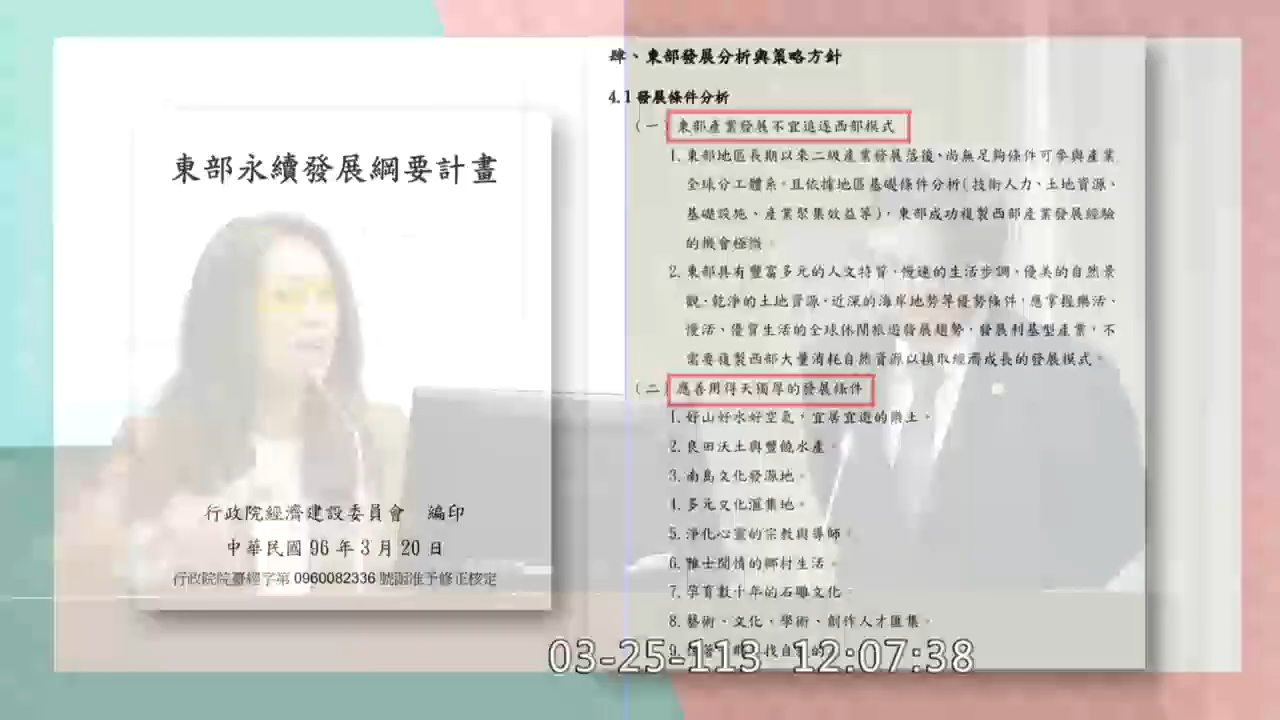 東部永續發展綱要計畫
行政院經濟建設委員會 編印
中華民國 96 年 3 月 20 日
行政院院臺經字第 0960082336 號函准予修正核定
肆、東部發展分析與策略方針
4.1 發展條件分析
(一) 東部產業發展不宜追逐西部模式
1. 東部地區長期以來二級產業發展落後,尚無足夠條件可參與產業
全球分工體系。且依據地區基礎條件分析(技術人力、土地資源、
基礎設施、產業聚集效益等),東部成功複製西部產業發展經驗
的機會極微。
2. 東部具有豐富多元的人文特質、慢速的生活步調、優美的自然景
觀、乾淨的土地資源、近深的海岸地勢等優勢條件,應掌握樂活、
慢活、優質生活的全球休閒旅遊發展趨勢,發展利基型產業,不
需要複製西部大量消耗自然資源以換取經濟成長的發展模式。
(二) 應善用得天獨厚的發展條件
1. 好山好水好空氣,宜居宜遊的樂土。
2. 良田沃土與豐饒水產。
3. 南島文化發源地。
4. 多元文化匯集地。
5. 淨化心靈的宗教與導師。
6. 雅士閒情的鄉村生活。
7. 孕育數十年的石雕文化。
8. 藝術、文化、學術、創作人才匯集。
9.
03-25-113 12:07:38